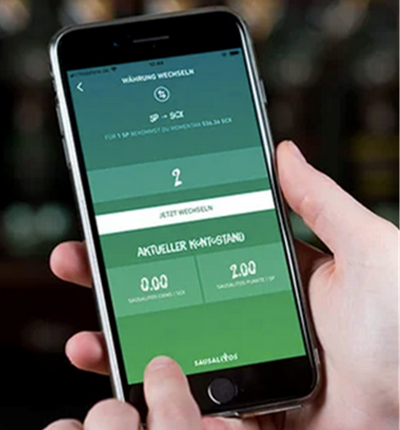 vodafone.de
WÄHRUNG WECHSELN
SP → SCX
FÜR 1 SP BEKOMMST DU MOMENTAN 536.36 SCX
2
JETZT WECHSELN
AKTUELLER KONTOSTAND
0.00
SAUSALITOS COINS / SCX
2.00
SAUSALITOS PUNKTE / SP
SAUSALITOS